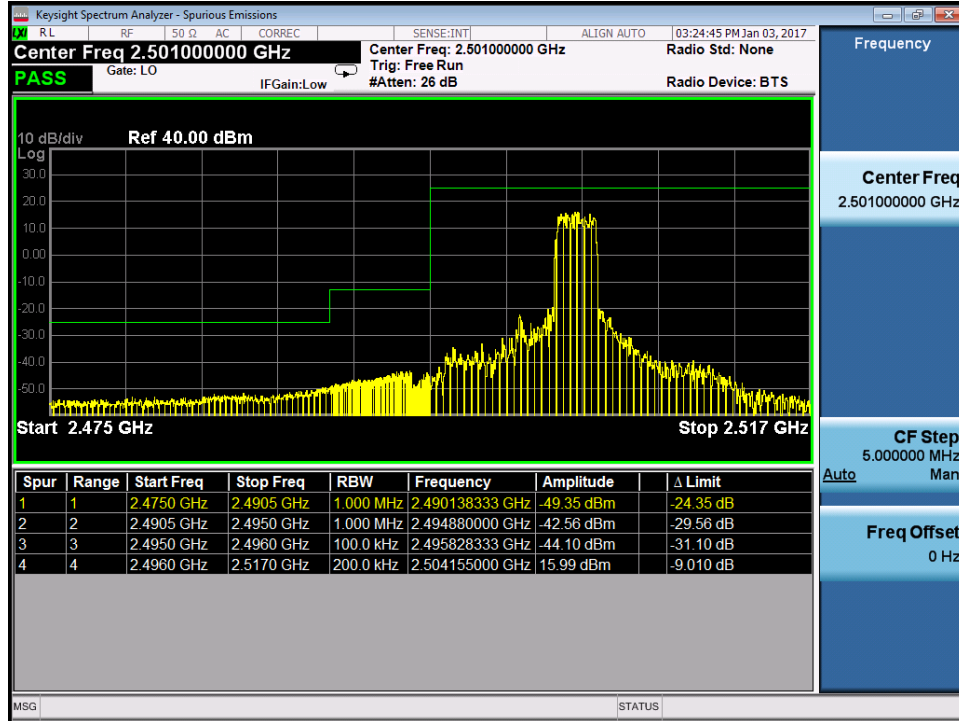 Keysight Spectrum Analyzer - Spurious Emissions
LXI RL RF 50 Ω AC CORREC SENSE:INT ALIGN AUTO 03:24:45 PM Jan 03, 2017
Center Freq 2.501000000 GHz
Center Freq: 2.501000000 GHz
Radio Std: None
PASS
Gate: LO
Trig: Free Run
IFGain:Low
#Atten: 26 dB
Radio Device: BTS
10 dB/div Ref 40.00 dBm
Log
30.0
20.0
10.0
0.00
-10.0
-20.0
-30.0
-40.0
-50.0
Start 2.475 GHz Stop 2.517 GHz
Spur Range Start Freq Stop Freq RBW Frequency Amplitude Δ Limit
1 1 2.4750 GHz 2.4905 GHz 1.000 MHz 2.490138333 GHz -49.35 dBm -24.35 dB
2 2 2.4905 GHz 2.4950 GHz 1.000 MHz 2.494880000 GHz -42.56 dBm -29.56 dB
3 3 2.4950 GHz 2.4960 GHz 100.0 kHz 2.495828333 GHz -44.10 dBm -31.10 dB
4 4 2.4960 GHz 2.5170 GHz 200.0 kHz 2.504155000 GHz 15.99 dBm -9.010 dB
MSG STATUS
Frequency
Center Freq
2.501000000 GHz
CF Step
5.000000 MHz
Auto Man
Freq Offset
0 Hz